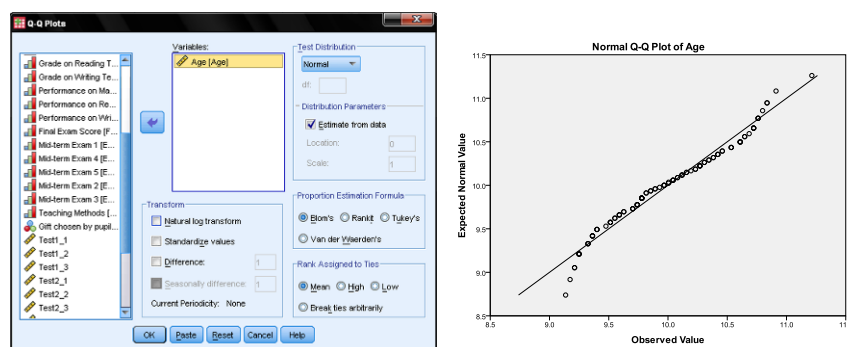 Q-Q Plots
Grade on Reading T...
Grade on Writing Te...
Performance on Ma...
Performance on Re...
Performance on Wri...
Final Exam Score [F...
Mid-term Exam 1 [E...
Mid-term Exam 4 [E...
Mid-term Exam 5 [E...
Mid-term Exam 2 [E...
Mid-term Exam 3 [E...
Teaching Methods [...
Gift chosen by pupil...
Test1_1
Test1_2
Test1_3
Test2_1
Test2_2
Test2_3
Variables:
Age [Age]
Transform
Natural log transform
Standardize values
Difference: 1
Seasonally difference: 1
Current Periodicity: None
Test Distribution
Normal
df:
Distribution Parameters
Estimate from data
Location: 0
Scale: 1
Proportion Estimation Formula
Blom's Rankit Tukey's
Van der Waerden's
Rank Assigned to Ties
Mean High Low
Break ties arbitrarily
OK Paste Reset Cancel Help
Normal Q-Q Plot of Age
Expected Normal Value
11.5
11.0
10.5
10.0
9.5
9.0
8.5
8.5 9.0 9.5 10.0 10.5 11.0 11
Observed Value